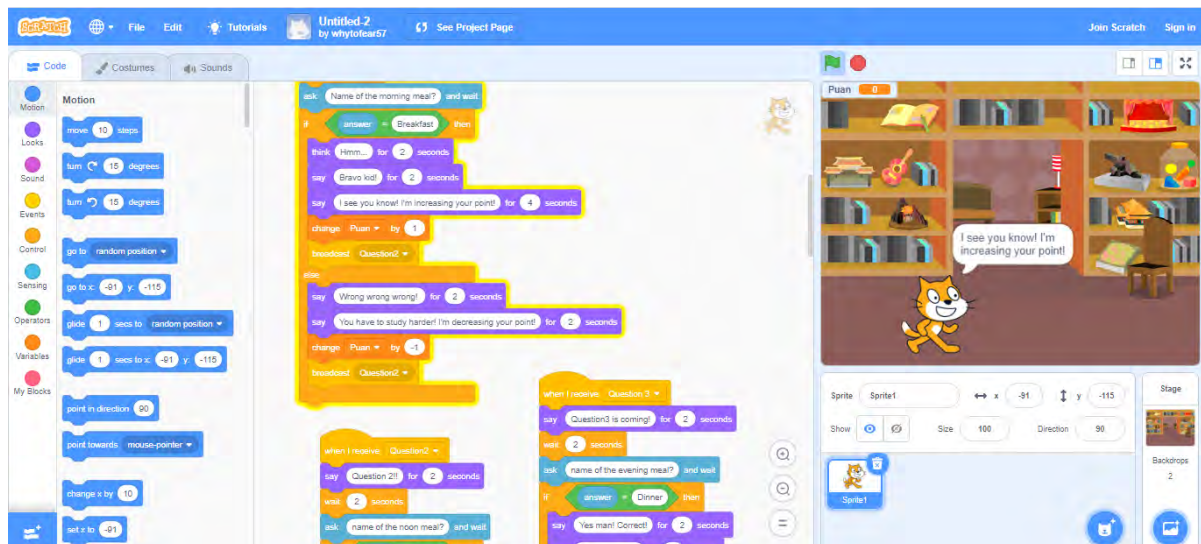 SCRATCH File Edit Tutorials Untitled-2 See Project Page Join Scratch Sign in
by whytofear57
Code Costumes Sounds
Motion
Looks
Sound
Events
Control
Sensing
Operators
Variables
My Blocks
Motion
move 10 steps
turn 15 degrees
turn 15 degrees
go to random position
go to x: -91 y: -115
glide 1 secs to random position
glide 1 secs to x: -91 y: -115
point in direction 90
point towards mouse-pointer
change x by 10
set x to -91
ask Name of the morning meal? and wait
if answer = Breakfast then
think Hmm... for 2 seconds
say Bravo kid! for 2 seconds
say I see you know! I'm increasing your point! for 4 seconds
change Puan by 1
broadcast Question2
else
say Wrong wrong wrong! for 2 seconds
say You have to study harder! I'm decreasing your point! for 2 seconds
change Puan by -1
broadcast Question2
when I receive Question2
say Question 2!! for 2 seconds
wait 2 seconds
ask name of the noon meal? and wait
when I receive Question 3
say Question3 is coming! for 2 seconds
wait 2 seconds
ask name of the evening meal? and wait
if answer = Dinner then
say Yes man! Correct! for 2 seconds
Puan 0
I see you know! I'm
increasing your point!
Sprite Sprite1 x -91 y -115
Show Size 100 Direction 90
Sprite1
Stage
Backdrops
2